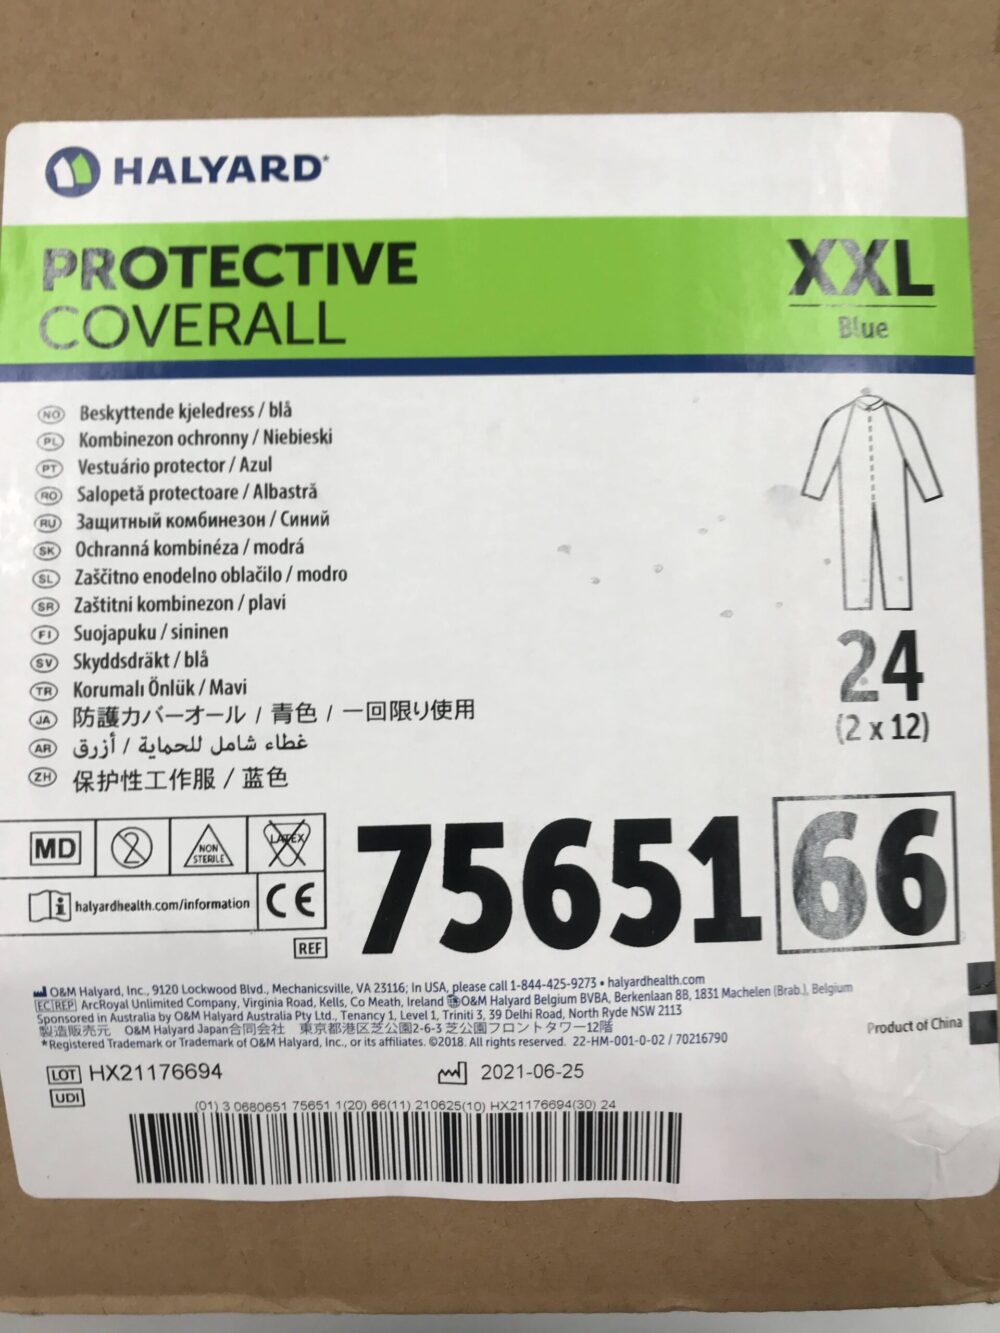 HALYARD*
PROTECTIVE
COVERALL
XXL
Blue
NO Beskyttende kjeledress / blå
PL Kombinezon ochronny / Niebieski
PT Vestuário protector / Azul
RO Salopetă protectoare / Albastră
RU Защитный комбинезон / Синий
SK Ochranná kombinéza / modrá
SL Zaščitno enodelno oblačilo / modro
SR Zaštitni kombinezon / plavi
FI Suojapuku / sininen
SV Skyddsdräkt / blå
TR Korumalı Önlük / Mavi
JA 防護カバーオール / 青色 / 一回限り使用
AR غطاء شامل للحماية / أزرق
ZH 保护性工作服 / 蓝色
24
(2 x 12)
MD 2 NON STERILE LATEX
i halyardhealth.com/information CE
REF
75651 66
O&M Halyard, Inc., 9120 Lockwood Blvd., Mechanicsville, VA 23116; In USA, please call 1-844-425-9273 • halyardhealth.com
EC REP ArcRoyal Unlimited Company, Virginia Road, Kells, Co Meath, Ireland O&M Halyard Belgium BVBA, Berkenlaan 8B, 1831 Machelen (Brab.), Belgium
Sponsored in Australia by O&M Halyard Australia Pty Ltd., Tenancy 1, Level 1, Triniti 3, 39 Delhi Road, North Ryde NSW 2113
製造販売元 O&M Halyard Japan合同会社 東京都港区芝公園2-6-3 芝公園フロントタワー12階
*Registered Trademark or Trademark of O&M Halyard, Inc., or its affiliates. ©2018. All rights reserved. 22-HM-001-0-02 / 70216790
Product of China
LOT HX21176694
2021-06-25
UDI
(01) 3 0680651 75651 1(20) 66(11) 210625(10) HX21176694(30) 24